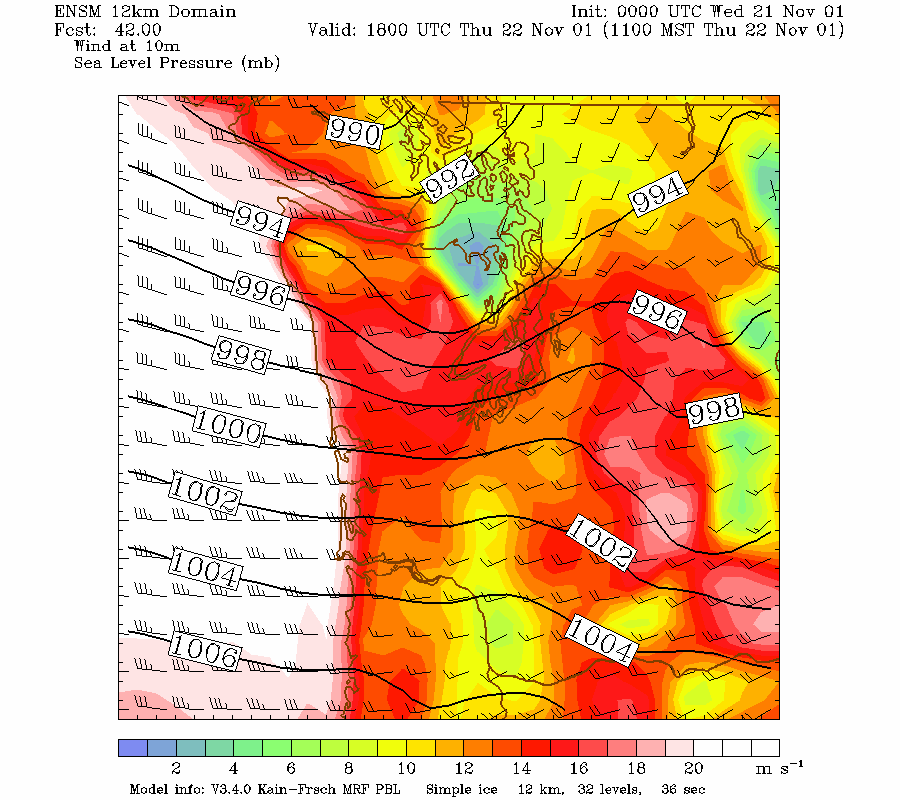 ENSM 12km Domain Init: 0000 UTC Wed 21 Nov 01
Fcst: 42.00 Valid: 1800 UTC Thu 22 Nov 01 (1100 MST Thu 22 Nov 01)
Wind at 10m
Sea Level Pressure (mb)
990
992
994
994
996
996
998
998
1000
1002
1002
1004
1004
1006
2 4 6 8 10 12 14 16 18 20 m s⁻¹
Model info: V3.4.0 Kain-Frsch MRF PBL Simple ice 12 km, 32 levels, 36 sec